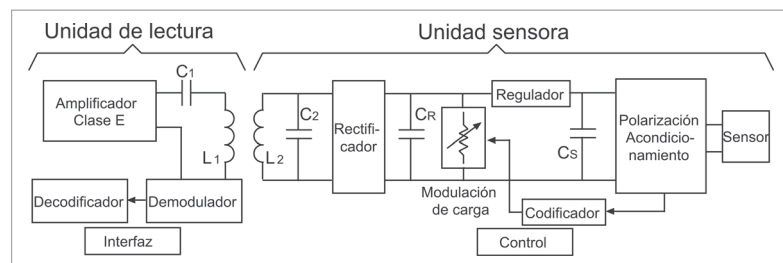 Unidad de lectura
Unidad sensora
Amplificador
Clase E
C1
L1
L2
C2
Rectifi-
cador
CR
Regulador
CS
Polarización
Acondicio-
namiento
Sensor
Modulación
de carga
Decodificador
Demodulador
Codificador
Interfaz
Control